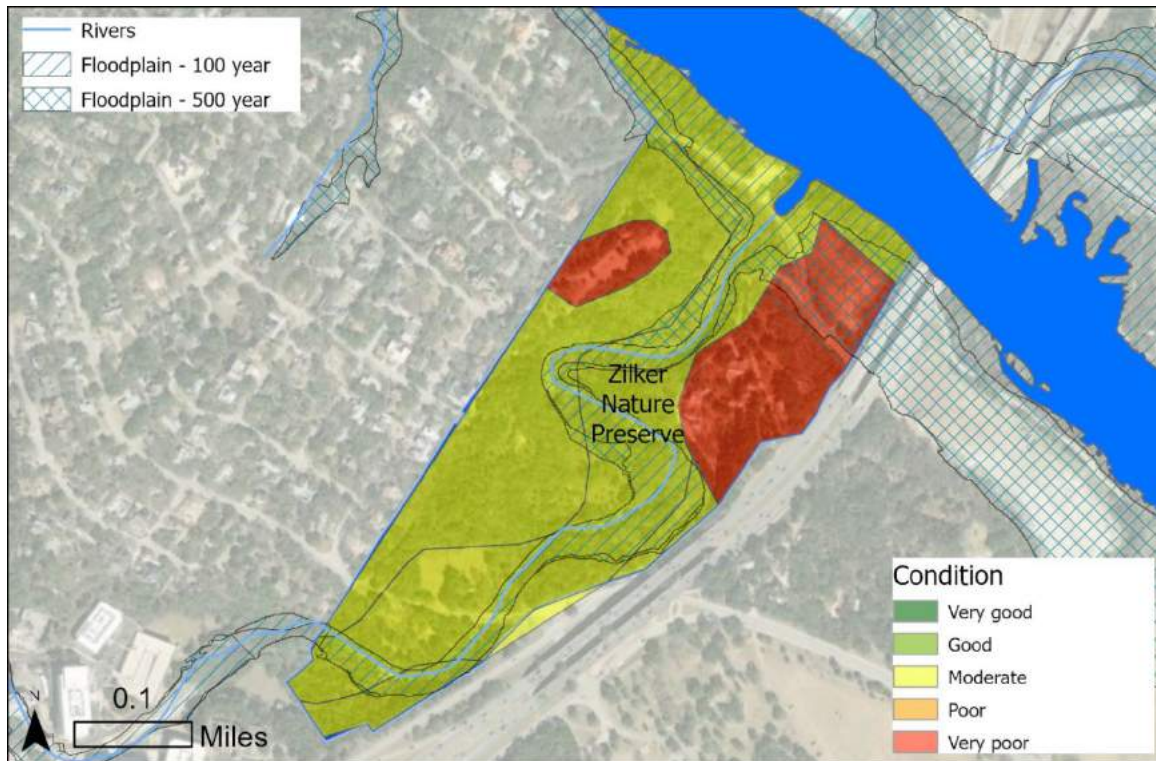 Rivers
Floodplain - 100 year
Floodplain - 500 year
Zilker
Nature
Preserve
Condition
Very good
Good
Moderate
Poor
Very poor
N
0.1
Miles